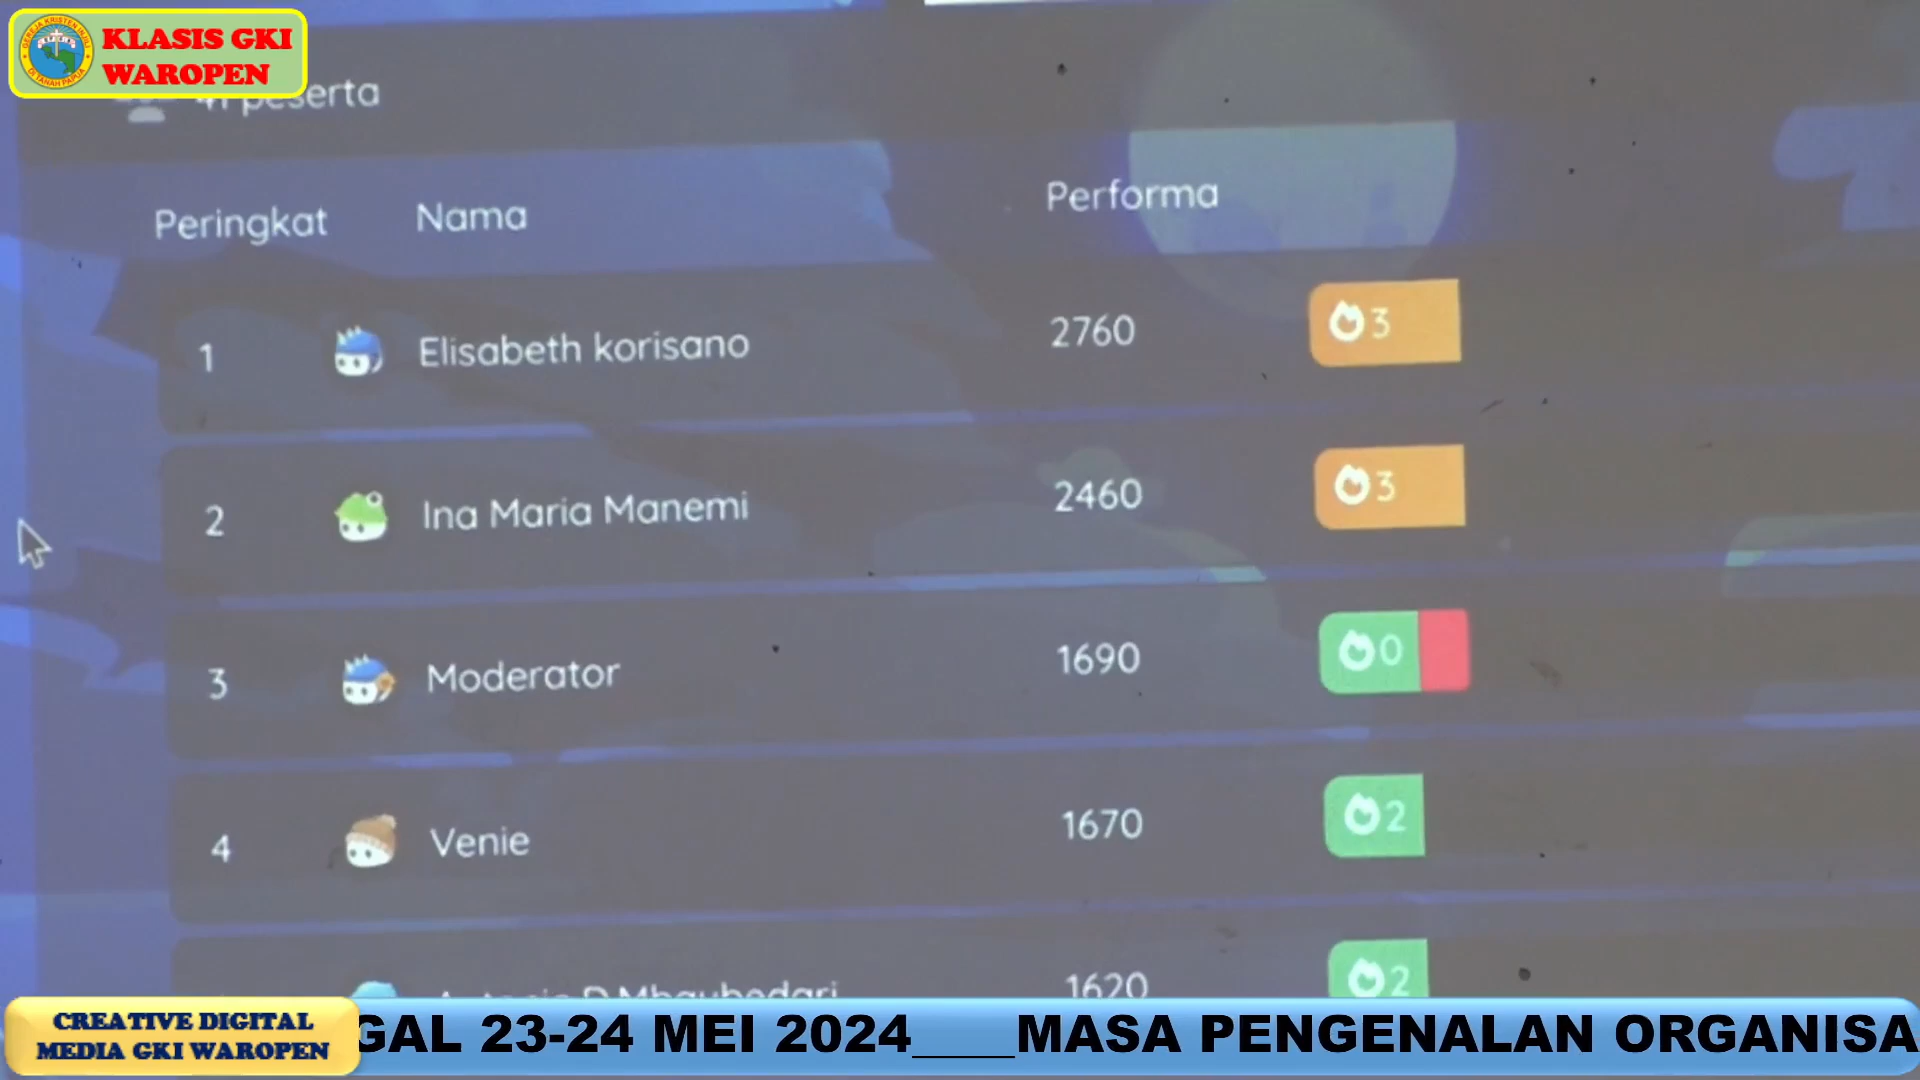 KLASIS GKI
WAROPEN
peserta
Peringkat Nama Performa
1 Elisabeth korisano 2760 3
2 Ina Maria Manemi 2460 3
3 Moderator 1690 0
4 Venie 1670 2
1620 2
CREATIVE DIGITAL
MEDIA GKI WAROPEN
GAL 23-24 MEI 2024____MASA PENGENALAN ORGANISA